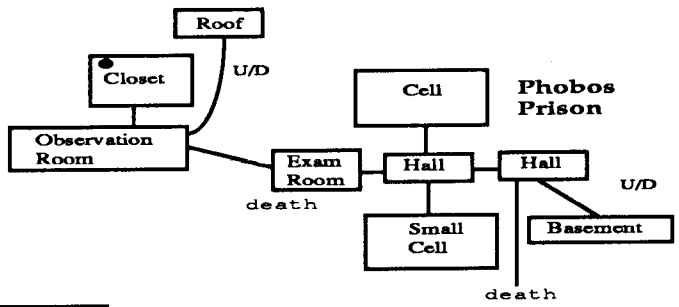 Roof
Closet
U/D
Cell
Phobos
Prison
Observation
Room
Exam
Room
Hall
Hall
death
U/D
Small
Cell
Basement
death